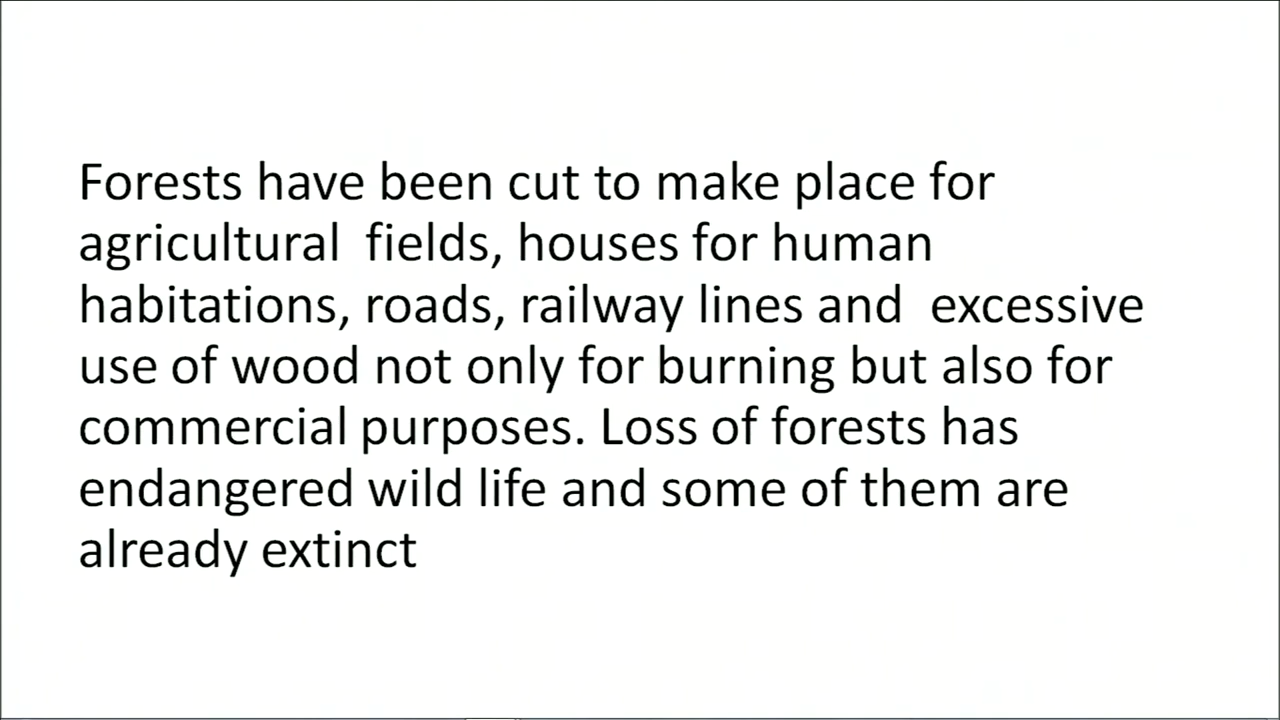 Forests have been cut to make place for
agricultural  fields, houses for human
habitations, roads, railway lines and  excessive
use of wood not only for burning but also for
commercial purposes. Loss of forests has
endangered wild life and some of them are
already extinct